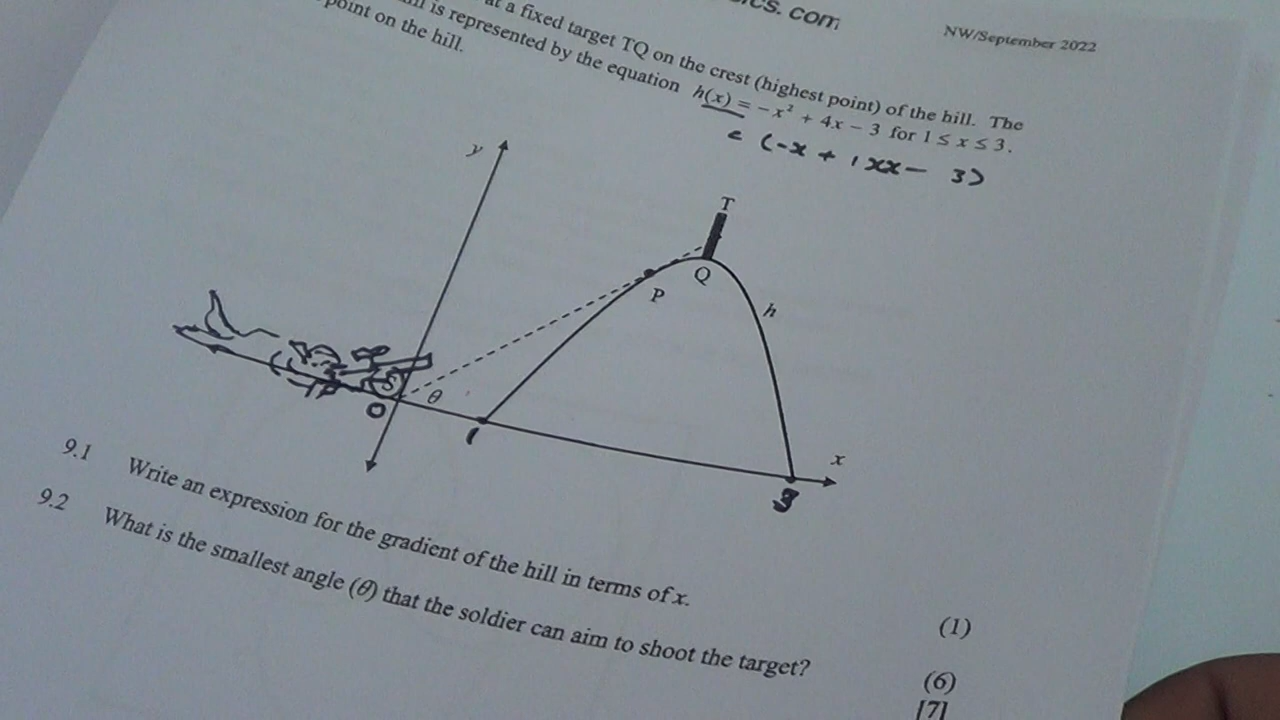 NW/September 2022
at a fixed target TQ on the crest (highest point) of the hill. The
is represented by the equation h(x) = −x² + 4x − 3 for 1 ≤ x ≤ 3.
point on the hill.
= (-x + 1)(x - 3)
y
T
Q
P
h
θ
O
1
x
3
9.1 Write an expression for the gradient of the hill in terms of x. (1)
9.2 What is the smallest angle (θ) that the soldier can aim to shoot the target? (6)
[7]